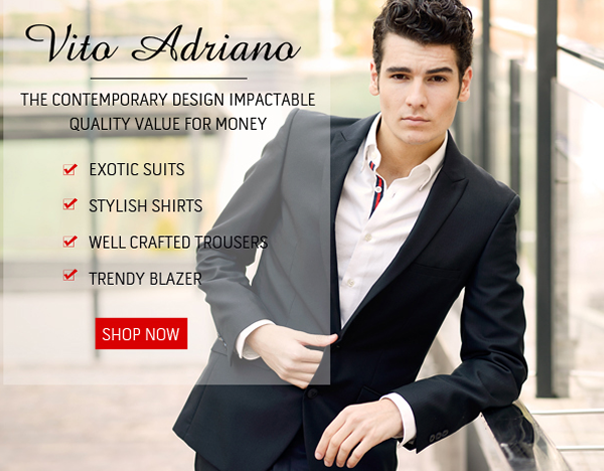 Vito Adriano
THE CONTEMPORARY DESIGN IMPACTABLE
QUALITY VALUE FOR MONEY
EXOTIC SUITS
STYLISH SHIRTS
WELL CRAFTED TROUSERS
TRENDY BLAZER
SHOP NOW